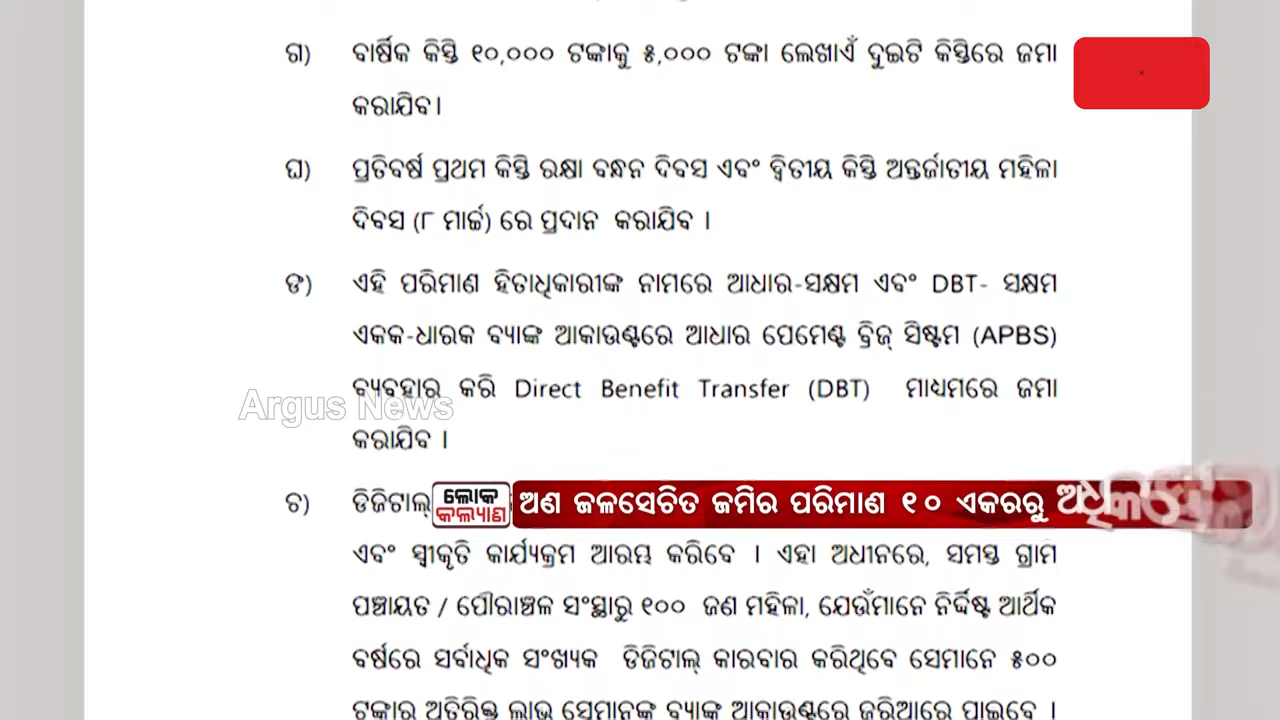 ଗ) ବାର୍ଷିକ କିସ୍ତି ୧୦,୦୦୦ ଟଙ୍କାକୁ ୫,୦୦୦ ଟଙ୍କା ଲେଖାଏଁ ଦୁଇଟି କିସ୍ତିରେ ଜମା
କରାଯିବ।
ଘ) ପ୍ରତିବର୍ଷ ପ୍ରଥମ କିସ୍ତି ରକ୍ଷା ବନ୍ଧନ ଦିବସ ଏବଂ ଦ୍ୱିତୀୟ କିସ୍ତି ଅନ୍ତର୍ଜାତୀୟ ମହିଳା
ଦିବସ (୮ ମାର୍ଚ୍ଚ) ରେ ପ୍ରଦାନ କରାଯିବ ।
ଙ) ଏହି ପରିମାଣ ହିତାଧିକାରୀଙ୍କ ନାମରେ ଆଧାର-ସକ୍ଷମ ଏବଂ DBT- ସକ୍ଷମ
ଏକକ-ଧାରକ ବ୍ୟାଙ୍କ ଆକାଉଣ୍ଟରେ ଆଧାର ପେମେଣ୍ଟ ବ୍ରିଜ୍ ସିଷ୍ଟମ (APBS)
ବ୍ୟବହାର କରି Direct Benefit Transfer (DBT) ମାଧ୍ୟମରେ ଜମା
Argus News
କରାଯିବ ।
ଚ) ଡିଜିଟାଲ୍
ଲୋକ
କଲ୍ୟାଣ
ଅଣ ଜଳସେଚିତ ଜମିର ପରିମାଣ ୧୦ ଏକରରୁ
ଏବଂ ସ୍ୱୀକୃତି କାର୍ଯ୍ୟକ୍ରମ ଆରମ୍ଭ କରିବେ । ଏହା ଅଧୀନରେ, ସମସ୍ତ ଗ୍ରାମ
ପଞ୍ଚାୟତ / ପୌରାଞ୍ଚଳ ସଂସ୍ଥାରୁ ୧୦୦ ଜଣ ମହିଳା, ଯେଉଁମାନେ ନିର୍ଦ୍ଦିଷ୍ଟ ଆର୍ଥିକ
ବର୍ଷରେ ସର୍ବାଧିକ ସଂଖ୍ୟକ ଡିଜିଟାଲ୍ କାରବାର କରିଥିବେ ସେମାନେ ୫୦୦
ଟଙ୍କାର ଅତିରିକ୍ତ ଲାଭ ସେମାନଙ୍କ ବ୍ୟାଙ୍କ ଆକାଉଣ୍ଟରେ ଜରିଆରେ ପାଇବେ ।